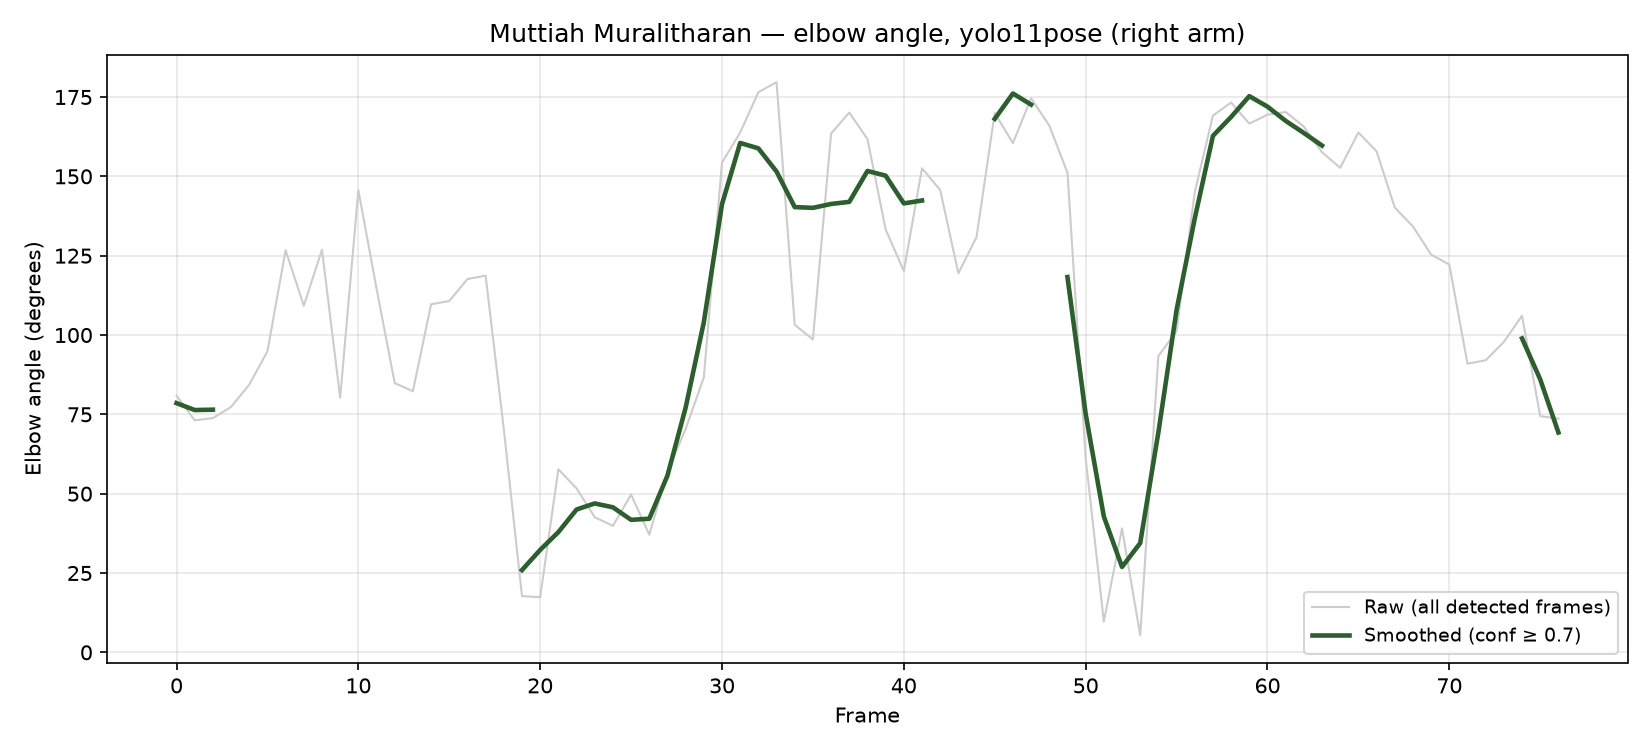 Muttiah Muralitharan — elbow angle, yolo11pose (right arm)
Elbow angle (degrees)
175
150
125
100
75
50
25
0
Raw (all detected frames)
Smoothed (conf ≥ 0.7)
0 10 20 30 40 50 60 70
Frame